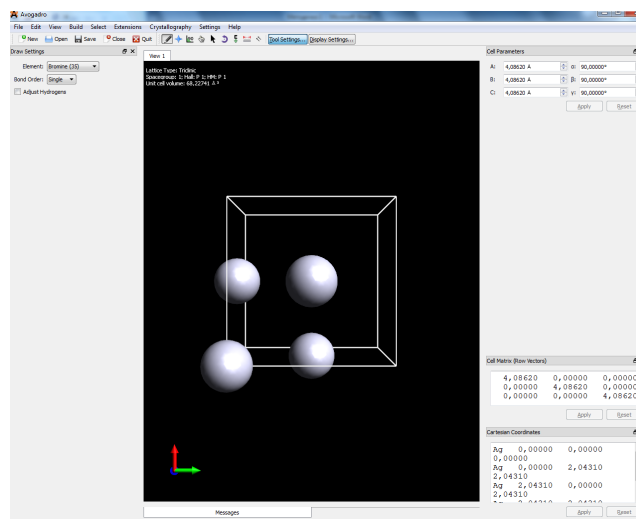 Avogadro
File Edit View Build Select Extensions Crystallography Settings Help
New Open Save Close Quit Tool Settings... Display Settings...
Draw Settings
Element: Bromine (35)
Bond Order: Single
Adjust Hydrogens
View 1
Lattice Type: Triclinic
Spacegroup: 1; Hall: P 1; HM: P 1
Unit cell volume: 68,22741 Å³
Cell Parameters
A: 4,08620 Å α: 90,00000°
B: 4,08620 Å β: 90,00000°
C: 4,08620 Å γ: 90,00000°
Apply Reset
Cell Matrix (Row Vectors)
4,08620 0,00000 0,00000
0,00000 4,08620 0,00000
0,00000 0,00000 4,08620
Apply Reset
Cartesian Coordinates
Ag 0,00000 0,00000
0,00000
Ag 0,00000 2,04310
2,04310
Ag 2,04310 0,00000
2,04310
Apply Reset
Messages